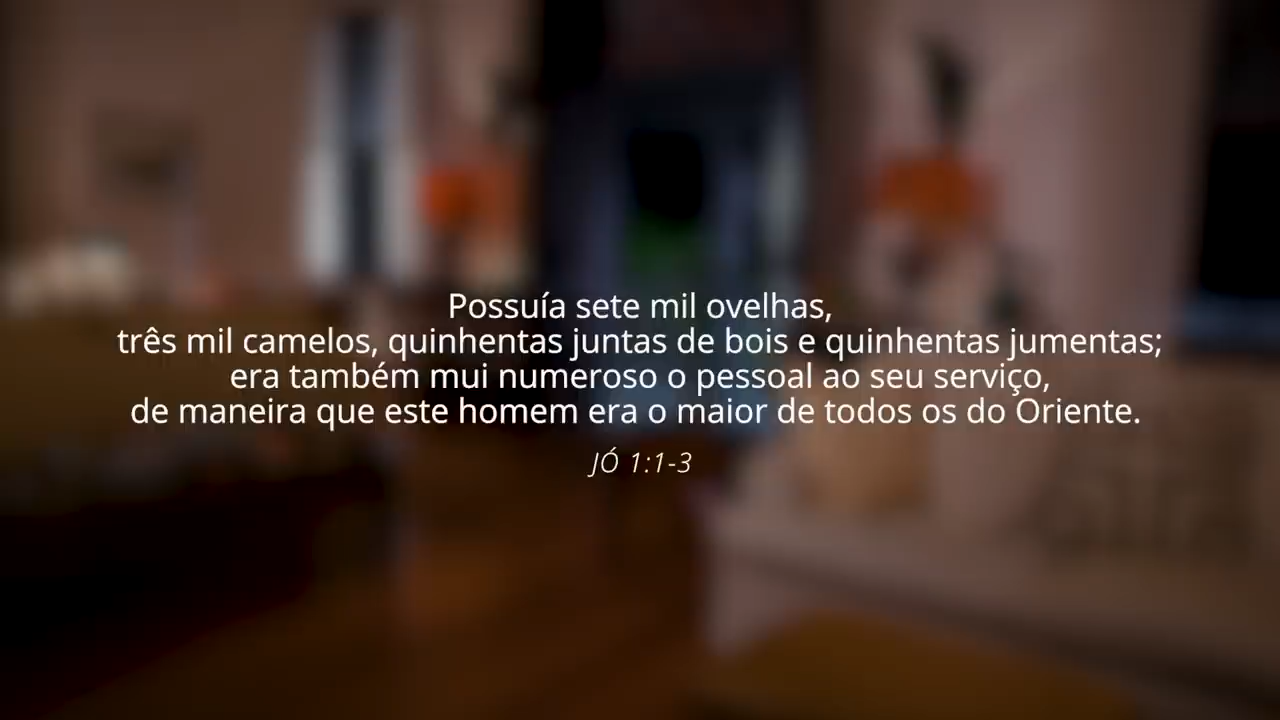 Possuía sete mil ovelhas,
três mil camelos, quinhentas juntas de bois e quinhentas jumentas;
era também mui numeroso o pessoal ao seu serviço,
de maneira que este homem era o maior de todos os do Oriente.
JÓ 1:1-3